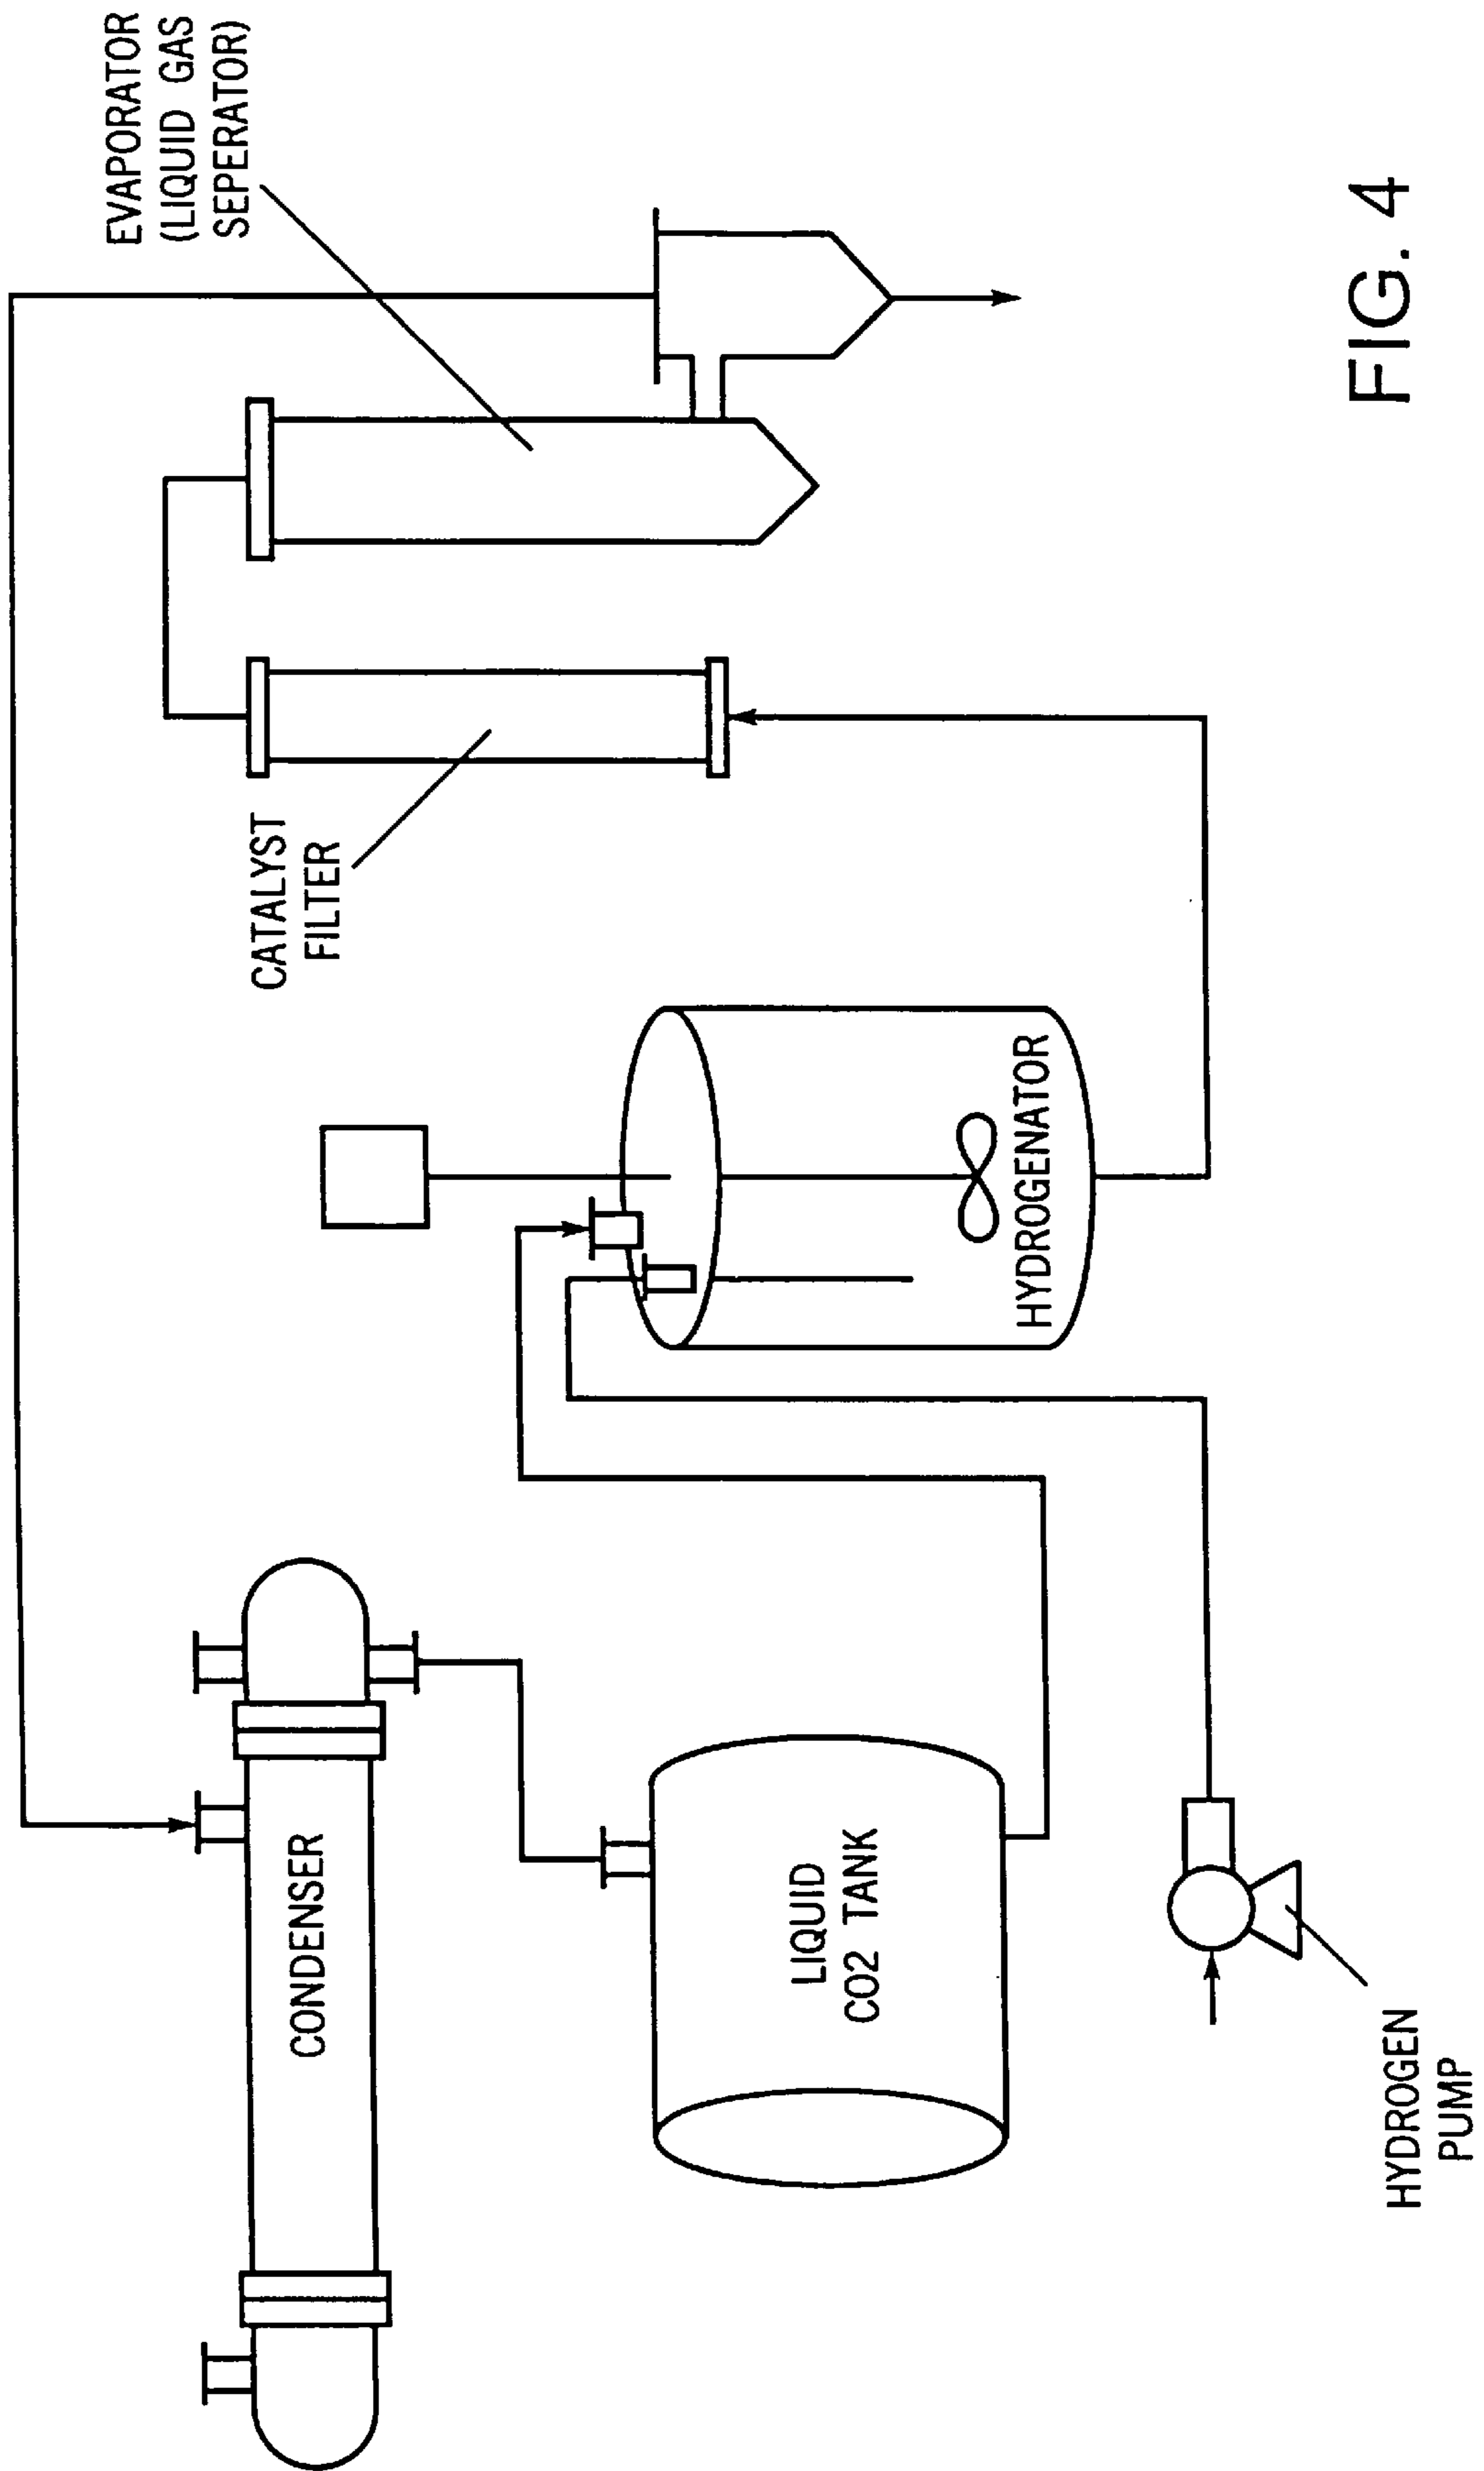 EVAPORATOR
(LIQUID GAS
SEPERATOR)
CATALYST
FILTER
CONDENSER
HYDROGENATOR
LIQUID
CO2 TANK
HYDROGEN
PUMP
FIG. 4